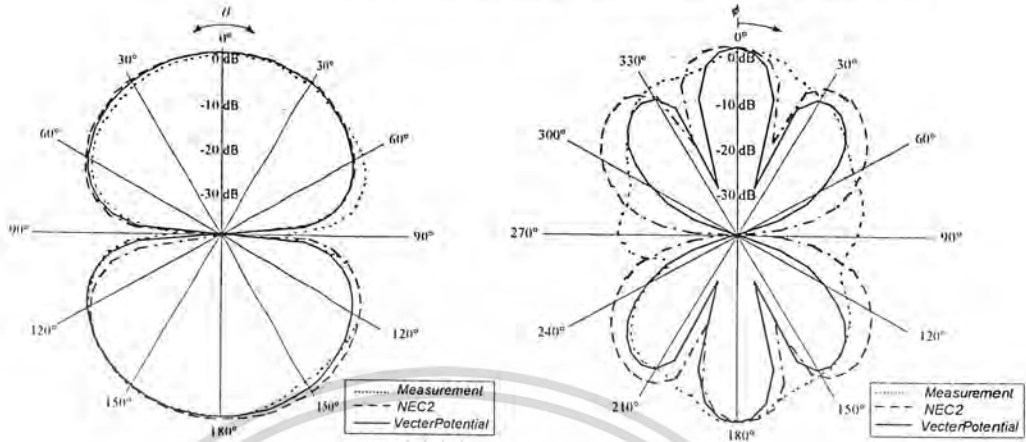 θ
0°
0 dB
30°
30°
-10 dB
60°
60°
-20 dB
-30 dB
90°
90°
120°
120°
150°
150°
180°
Measurement
NEC2
VecterPotential
ϕ
0°
0 dB
330°
30°
-10 dB
300°
60°
-20 dB
-30 dB
270°
90°
240°
120°
210°
150°
180°
Measurement
NEC2
VecterPotential